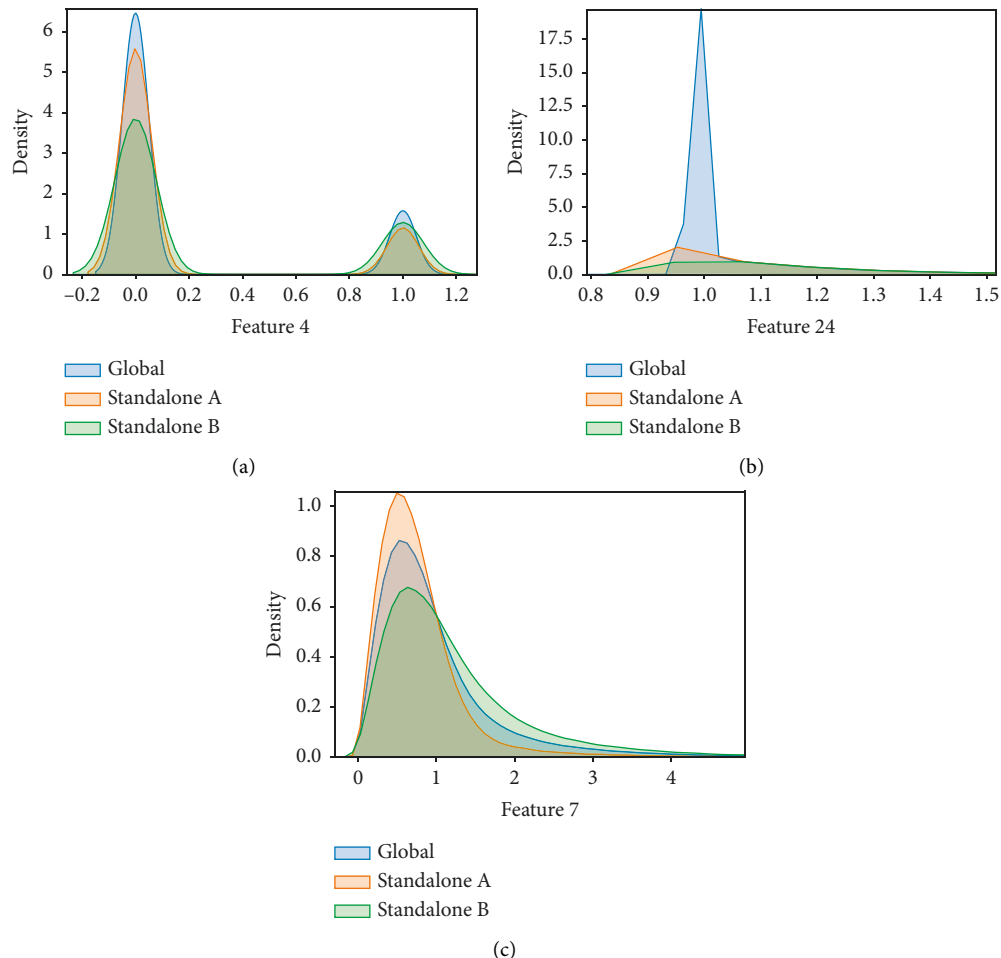 6
5
4
3
2
1
0
Density
−0.2 0.0 0.2 0.4 0.6 0.8 1.0 1.2
Feature 4
Global
Standalone A
Standalone B
(a)
17.5
15.0
12.5
10.0
7.5
5.0
2.5
0.0
Density
0.8 0.9 1.0 1.1 1.2 1.3 1.4 1.5
Feature 24
Global
Standalone A
Standalone B
(b)
1.0
0.8
0.6
0.4
0.2
0.0
Density
0 1 2 3 4
Feature 7
Global
Standalone A
Standalone B
(c)